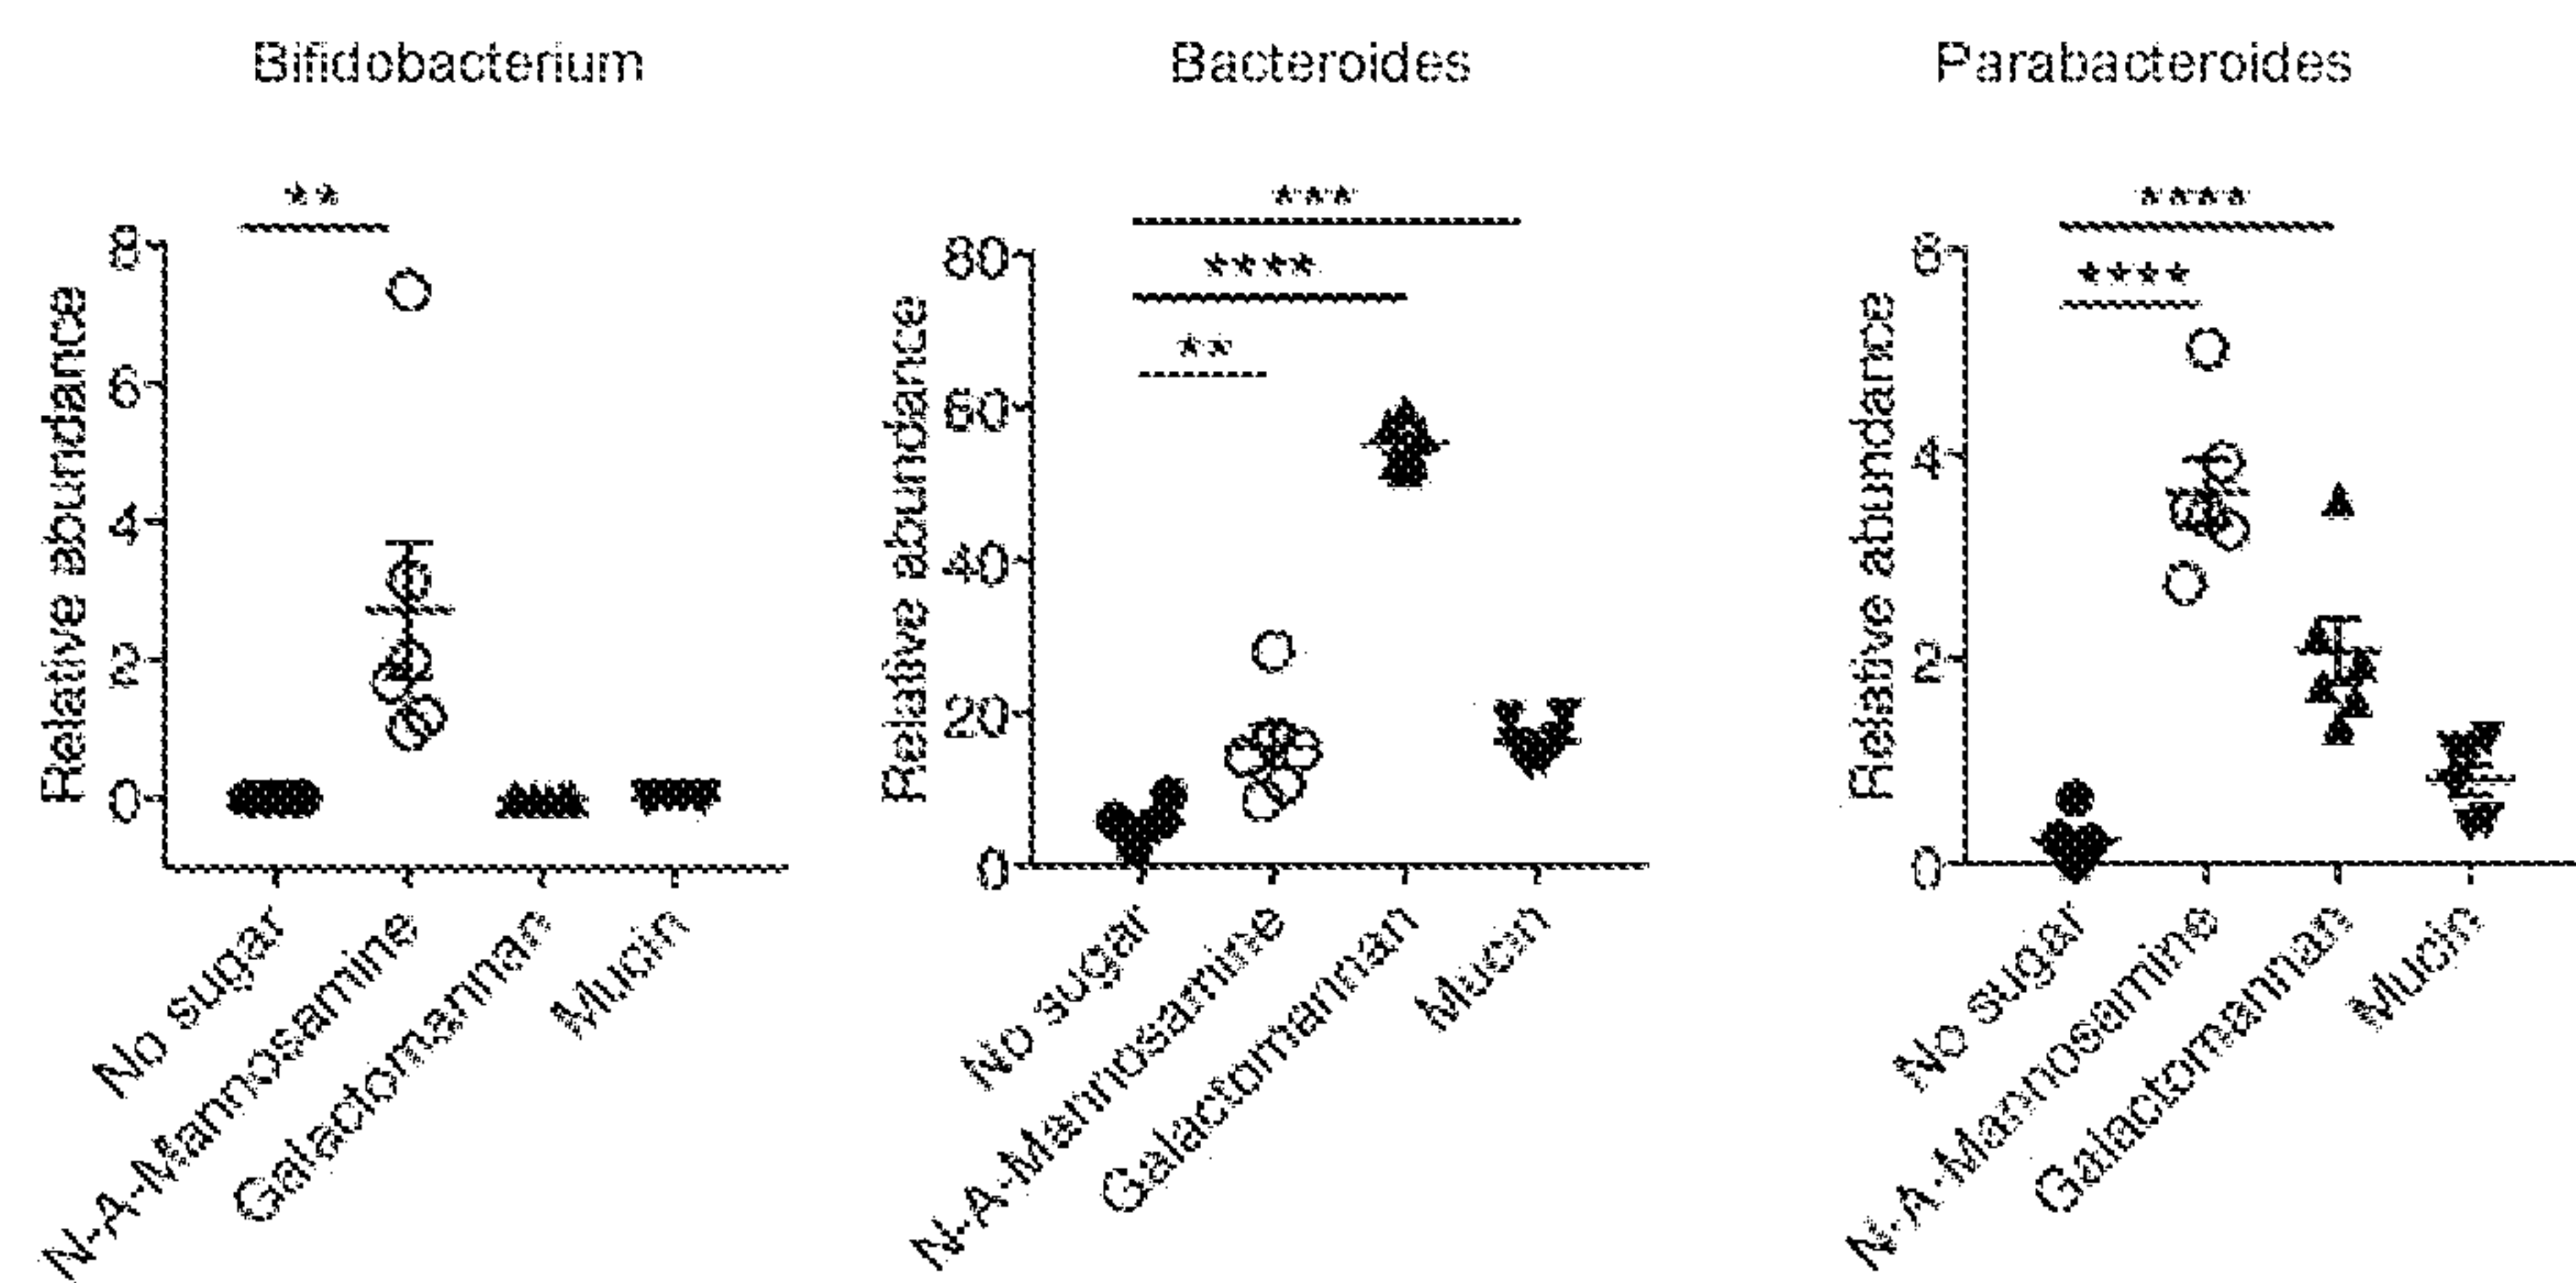 Bifidobacterium
**
8
6
4
2
0
Relative abundance
No sugar
N-A-Mannosamine
Galactomannan
Mucin
Bacteroides
***
****
**
80
60
40
20
0
Relative abundance
No sugar
N-A-Mannosamine
Galactomannan
Mucin
Parabacteroides
****
****
6
4
2
0
Relative abundance
No sugar
N-A-Mannosamine
Galactomannan
Mucin